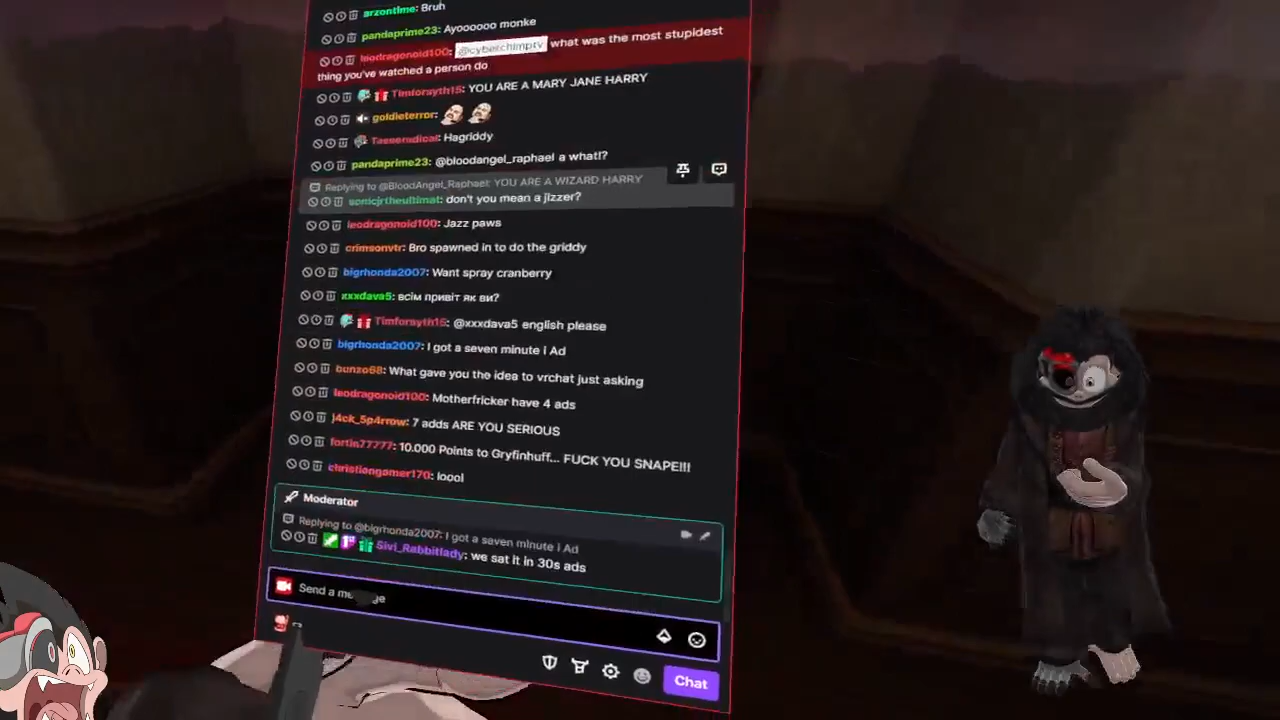 arzontime: Bruh
pandaprime23: Ayoooooo monke
leodragonoid100: @cyberchimptv what was the most stupidest
thing you've watched a person do
Timforsyth15: YOU ARE A MARY JANE HARRY
goldieterror:
Tasseradical: Hagriddy
pandaprime23: @bloodangel_raphael a what!?
Replying to @BloodAngel_Raphael: YOU ARE A WIZARD HARRY
sonicjrtheultimat: don't you mean a jizzer?
leodragonoid100: Jazz paws
crimsonvtr: Bro spawned in to do the griddy
bigrhonda2007: Want spray cranberry
xxxdava5: всім привіт як ви?
Timforsyth15: @xxxdava5 english please
bigrhonda2007: I got a seven minute i Ad
bunzo68: What gave you the idea to vrchat just asking
leodragonoid100: Motherfricker have 4 ads
j4ck_5p4rrow: 7 adds ARE YOU SERIOUS
fortin77777: 10.000 Points to Gryfinhuff... FUCK YOU SNAPE!!!
christiangamer170: loool
Moderator
Replying to @bigrhonda2007: I got a seven minute i Ad
Sivi_Rabbitlady: we sat it in 30s ads
Send a
Chat